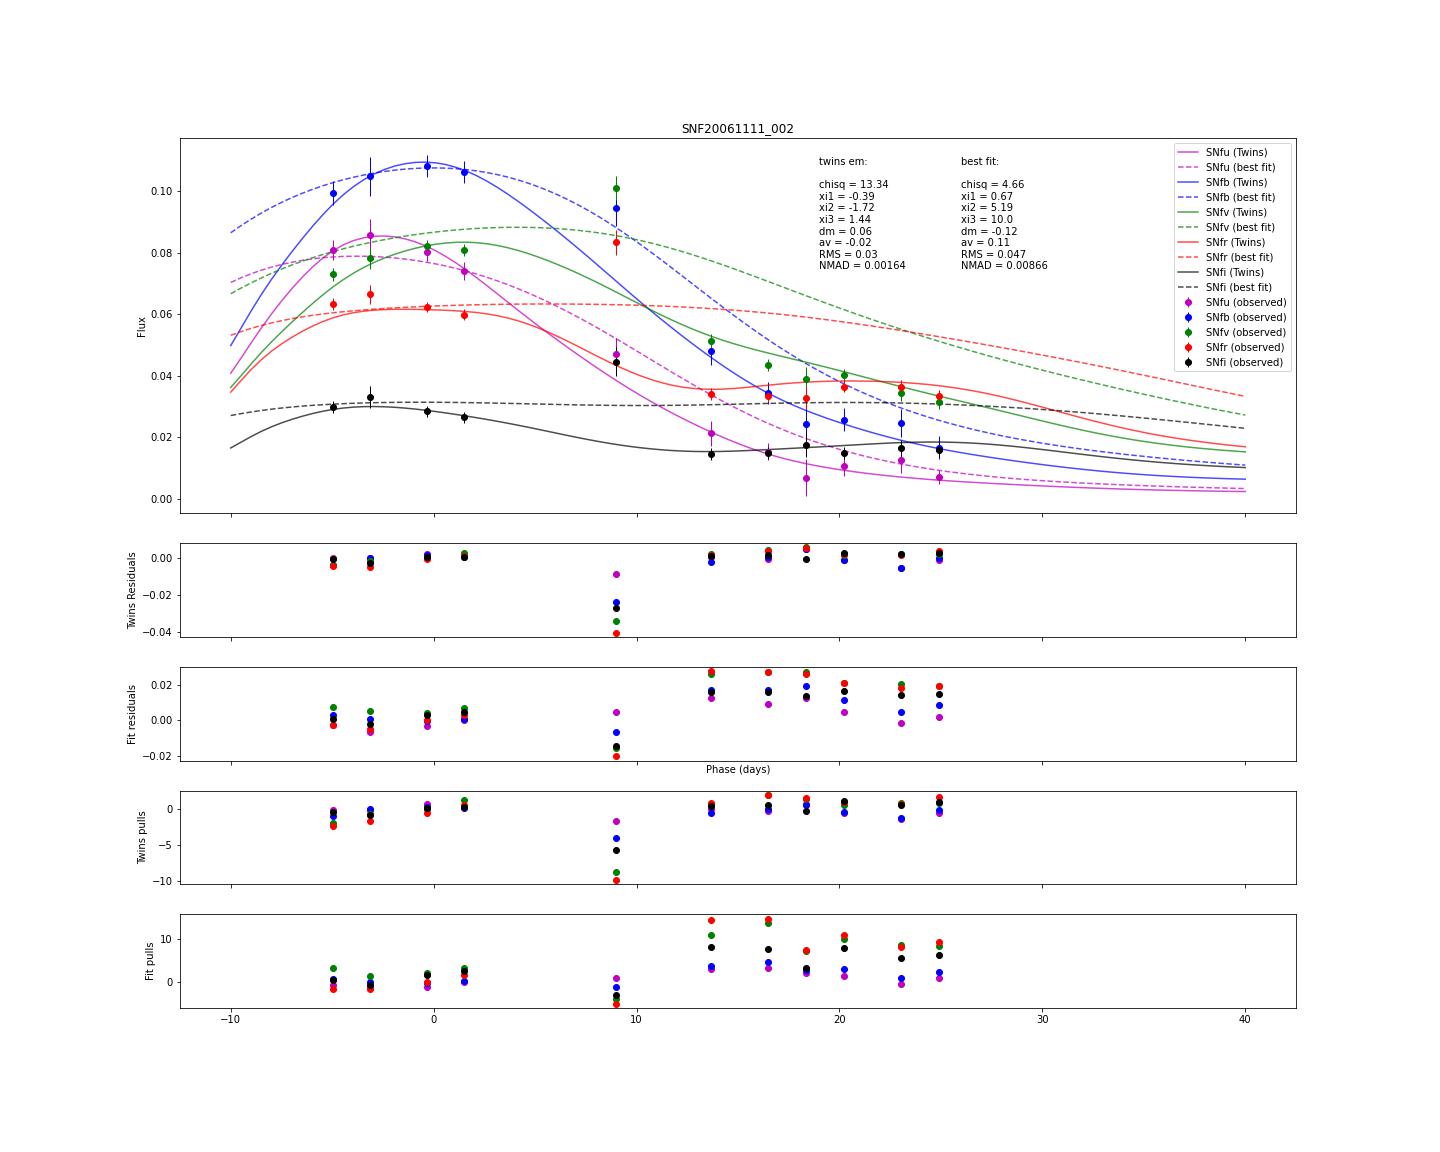 SNF20061111_002
Flux
0.10
0.08
0.06
0.04
0.02
0.00
twins em:
chisq = 13.34
xi1 = -0.39
xi2 = -1.72
xi3 = 1.44
dm = 0.06
av = -0.02
RMS = 0.03
NMAD = 0.00164
best fit:
chisq = 4.66
xi1 = 0.67
xi2 = 5.19
xi3 = 10.0
dm = -0.12
av = 0.11
RMS = 0.047
NMAD = 0.00866
SNfu (Twins)
SNfu (best fit)
SNfb (Twins)
SNfb (best fit)
SNfv (Twins)
SNfv (best fit)
SNfr (Twins)
SNfr (best fit)
SNfi (Twins)
SNfi (best fit)
SNfu (observed)
SNfb (observed)
SNfv (observed)
SNfr (observed)
SNfi (observed)
Twins Residuals
0.00
−0.02
−0.04
Fit residuals
0.02
0.00
−0.02
Phase (days)
Twins pulls
0
−5
−10
Fit pulls
10
0
−10
0
10
20
30
40